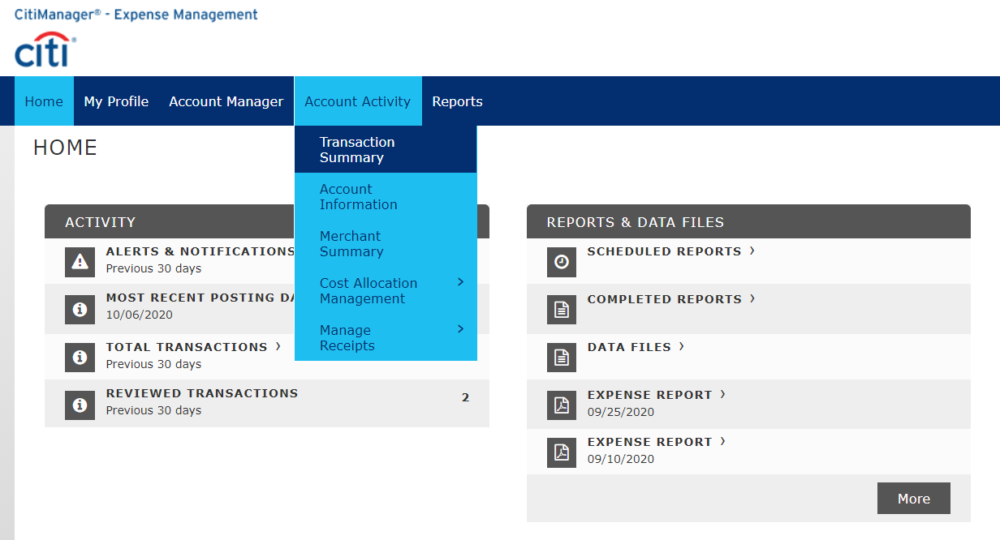 CitiManager® - Expense Management
citi®
Home My Profile Account Manager Account Activity Reports
Transaction
Summary
Account
Information
Merchant
Summary
Cost Allocation
Management
Manage
Receipts
HOME
ACTIVITY
ALERTS & NOTIFICATIONS
Previous 30 days
MOST RECENT POSTING DA
10/06/2020
TOTAL TRANSACTIONS
Previous 30 days
REVIEWED TRANSACTIONS 2
Previous 30 days
REPORTS & DATA FILES
SCHEDULED REPORTS
COMPLETED REPORTS
DATA FILES
EXPENSE REPORT
09/25/2020
EXPENSE REPORT
09/10/2020
More